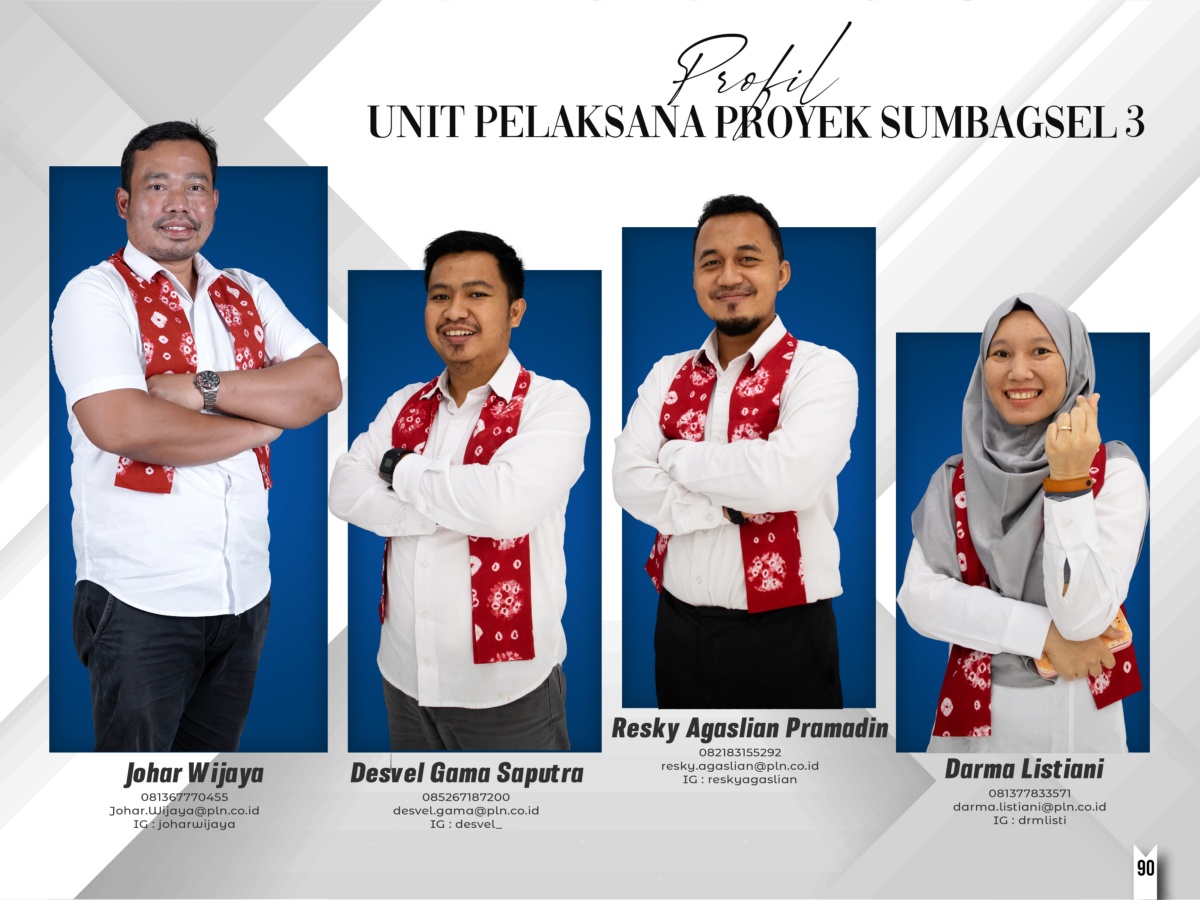 Profil
UNIT PELAKSANA PROYEK SUMBAGSEL 3
Johar Wijaya
081367770455
Johar.Wijaya@pln.co.id
IG : joharwijaya
Desvel Gama Saputra
085267187200
desvel.gama@pln.co.id
IG : desvel_
Resky Agaslian Pramadin
082183155292
resky.agaslian@pln.co.id
IG : reskyagaslian
Darma Listiani
081377833571
darma.listiani@pln.co.id
IG : drmlisti
90